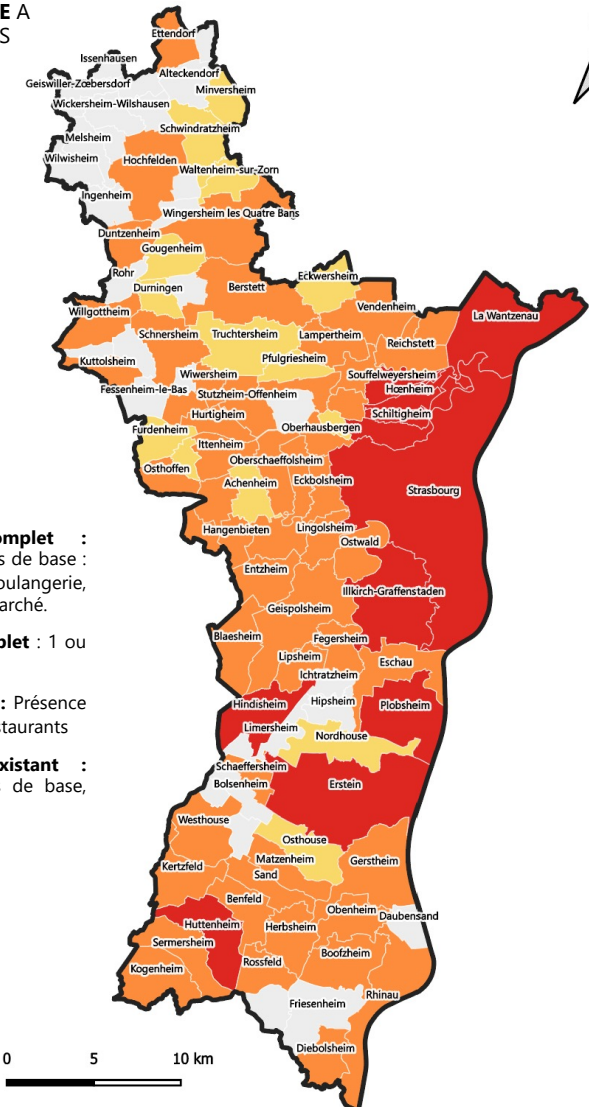 E A
S
Ettendorf
Issenhausen
Alteckendorf
Geiswiller-Zœbersdorf
Minversheim
Wickersheim-Wilshausen
Schwindratzheim
Melsheim
Wilwisheim
Hochfelden
Waltenheim-sur-Zorn
Ingenheim
Wingersheim les Quatre Bans
Duntzenheim
Gougenheim
Rohr
Eckwersheim
Durningen
Berstett
Vendenheim
Willgottheim
La Wantzenau
Schnersheim
Truchtersheim
Lampertheim
Reichstett
Kuttolsheim
Pfulgriesheim
Wiwersheim
Souffelweyersheim
Fessenheim-le-Bas
Stutzheim-Offenheim
Hœnheim
Hurtigheim
Schiltigheim
Furdenheim
Oberhausbergen
Ittenheim
Oberschaeffolsheim
Osthoffen
Achenheim
Eckbolsheim
Strasbourg
Hangenbieten
Lingolsheim
omplet :
Ostwald
s de base :
oulangerie,
Entzheim
arché.
Illkirch-Graffenstaden
Geispolsheim
plet : 1 ou
Blaesheim
Fegersheim
Lipsheim
Eschau
Ichtratzheim
: Présence
Hindisheim
Hipsheim
Plobsheim
staurants
Limersheim
Nordhouse
xistant :
Schaeffersheim
s de base,
Bolsenheim
Erstein
Westhouse
Osthouse
Matzenheim
Gerstheim
Kertzfeld
Sand
Benfeld
Obenheim
Daubensand
Huttenheim
Herbsheim
Sermersheim
Boofzheim
Kogenheim
Rossfeld
Rhinau
Friesenheim
Diebolsheim
0 5 10 km